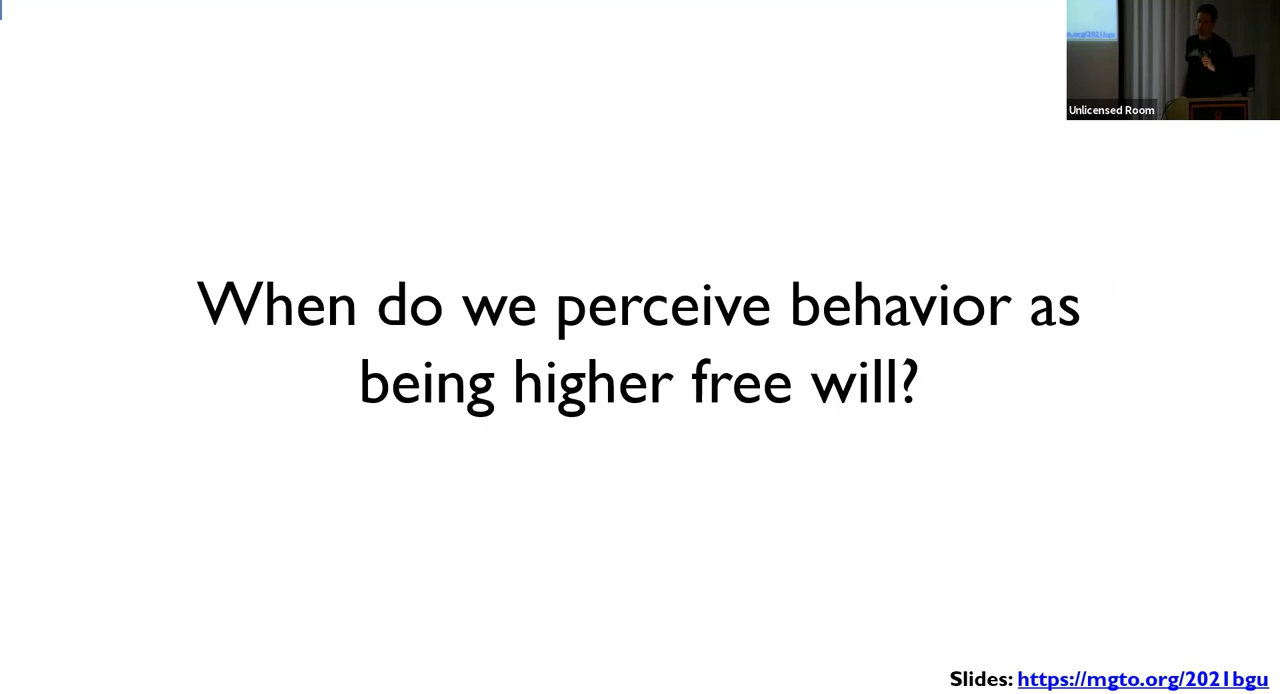 Unlicensed Room
When do we perceive behavior as
being higher free will?
Slides: https://mgto.org/2021bgu